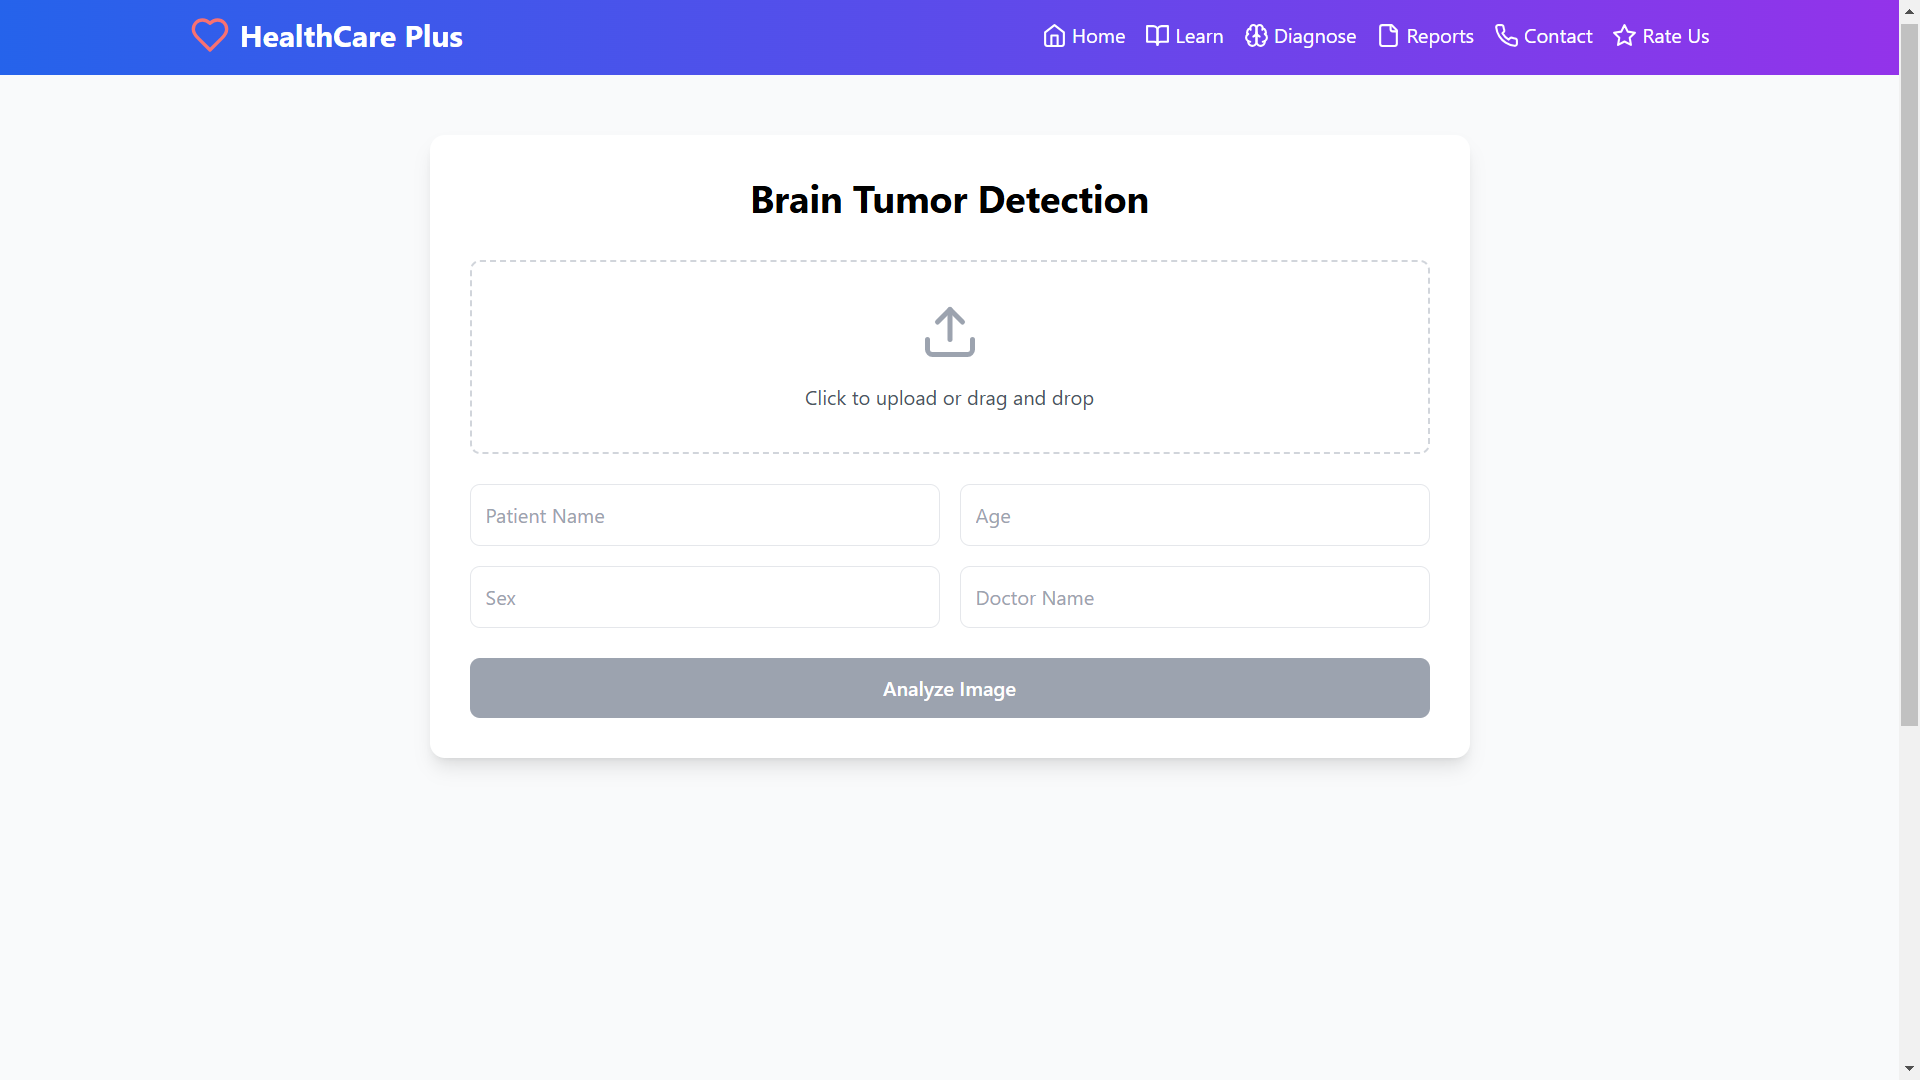 HealthCare Plus
Home Learn Diagnose Reports Contact Rate Us
Brain Tumor Detection
Click to upload or drag and drop
Patient Name
Age
Sex
Doctor Name
Analyze Image